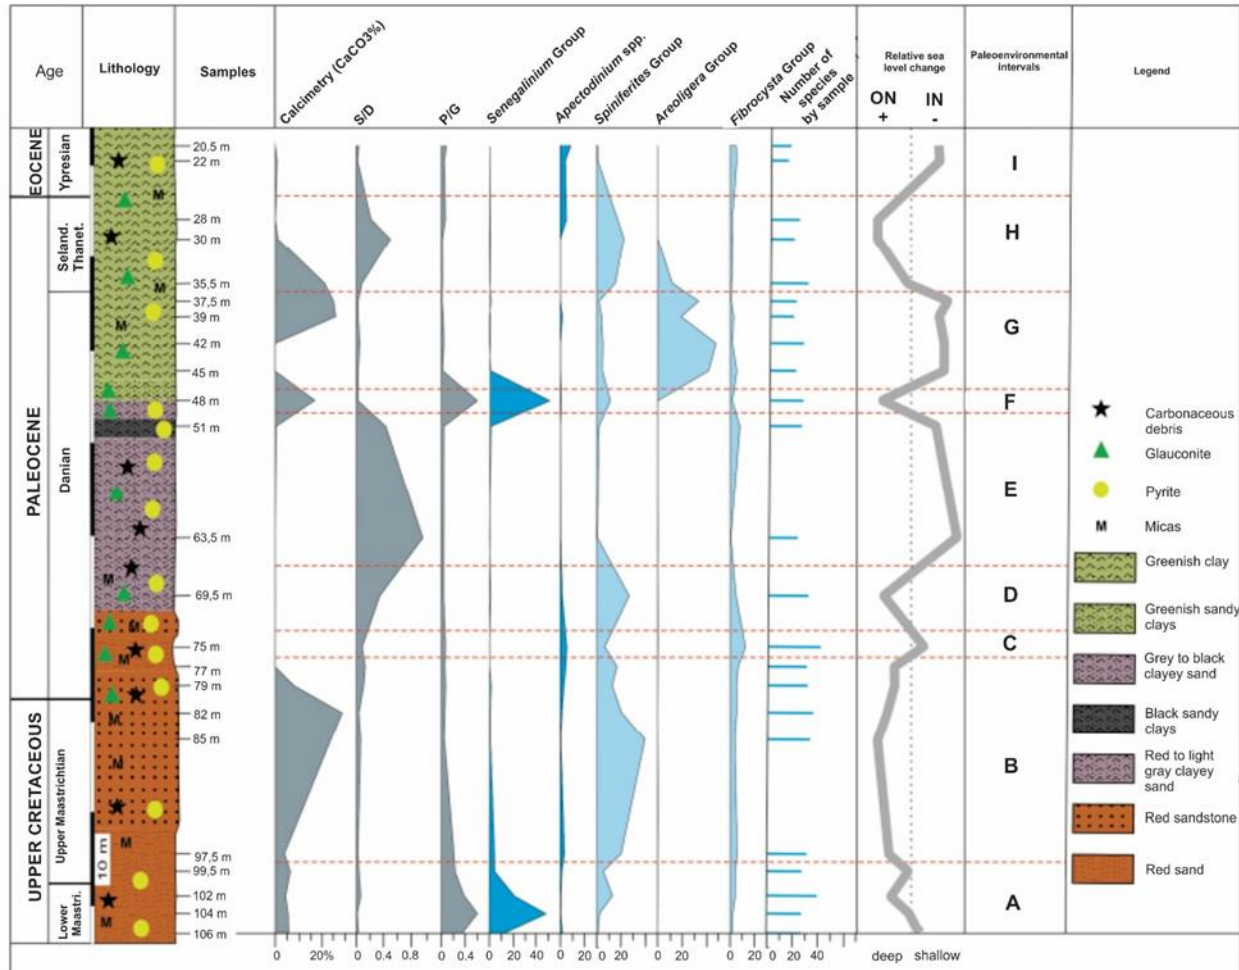 Age
Lithology
Samples
Calcimetry (CaCO3%)
S/D
P/G
Senegalinium Group
Apectodinium spp.
Spiniferites Group
Areoligera Group
Fibrocysta Group
Number of
species
by sample
Relative sea
level change
ON IN
+ -
Paleoenvironmental
intervals
Legend
EOCENE
Ypresian
PALEOCENE
Seland.
Thanet.
Danian
UPPER CRETACEOUS
Upper Maastrichtian
Lower
Maastri.
10 m
M
M
M
M
M
M
M
M
M
M
M
20.5 m
22 m
28 m
30 m
35,5 m
37,5 m
39 m
42 m
45 m
48 m
51 m
63,5 m
69,5 m
75 m
77 m
79 m
82 m
85 m
97,5 m
99,5 m
102 m
104 m
106 m
I
H
G
F
E
D
C
B
A
Carbonaceous
debris
Glauconite
Pyrite
M Micas
Greenish clay
Greenish sandy
clays
Grey to black
clayey sand
Black sandy
clays
Red to light
gray clayey
sand
Red sandstone
Red sand
0 20% 0 0.4 0.8 0 0.4 0 20 40 0 0 20 0 20 0 0 20 40
deep shallow